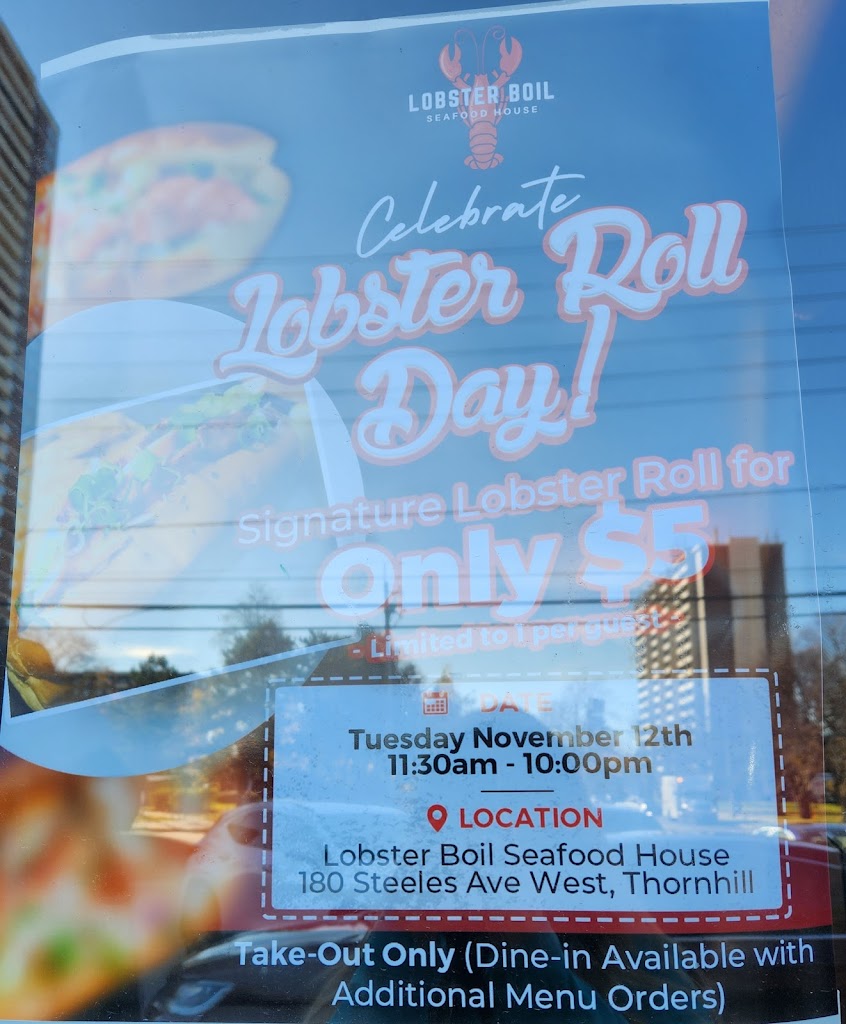 LOBSTER BOIL
SEAFOOD HOUSE
Celebrate
Lobster Roll
Day!
Signature Lobster Roll for
Only $5
- Limited to 1 per guest -
DATE
Tuesday November 12th
11:30am - 10:00pm
LOCATION
Lobster Boil Seafood House
180 Steeles Ave West, Thornhill
Take-Out Only (Dine-in Available with
Additional Menu Orders)